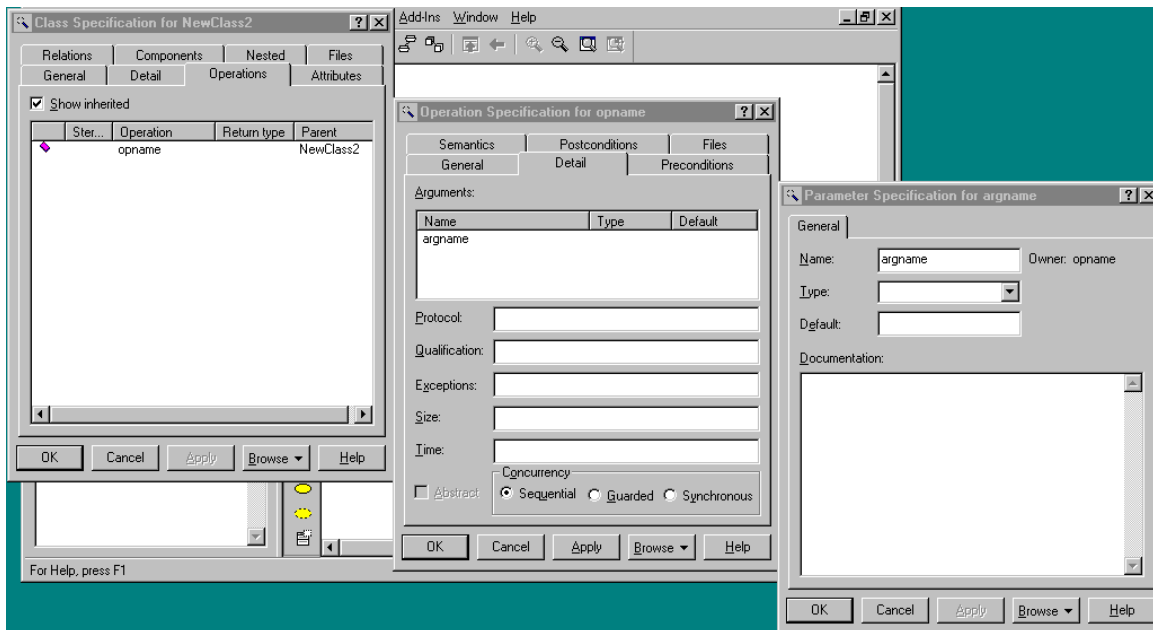 Class Specification for NewClass2
Relations Components Nested Files
General Detail Operations Attributes
Show inherited
Ster... Operation Return type Parent
opname NewClass2
OK Cancel Apply Browse Help
For Help, press F1
Add-Ins Window Help
Operation Specification for opname
Semantics Postconditions Files
General Detail Preconditions
Arguments:
Name Type Default
argname
Protocol:
Qualification:
Exceptions:
Size:
Time:
Concurrency
Abstract Sequential Guarded Synchronous
OK Cancel Apply Browse Help
Parameter Specification for argname
General
Name: argname Owner: opname
Type:
Default:
Documentation:
OK Cancel Apply Browse Help